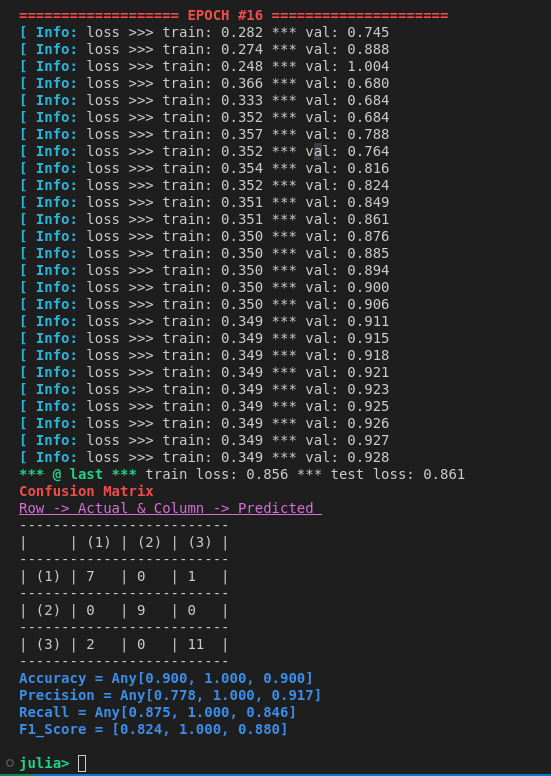 =================== EPOCH #16 =====================
[ Info: loss >>> train: 0.282 *** val: 0.745
[ Info: loss >>> train: 0.274 *** val: 0.888
[ Info: loss >>> train: 0.248 *** val: 1.004
[ Info: loss >>> train: 0.366 *** val: 0.680
[ Info: loss >>> train: 0.333 *** val: 0.684
[ Info: loss >>> train: 0.352 *** val: 0.684
[ Info: loss >>> train: 0.357 *** val: 0.788
[ Info: loss >>> train: 0.352 *** val: 0.764
[ Info: loss >>> train: 0.354 *** val: 0.816
[ Info: loss >>> train: 0.352 *** val: 0.824
[ Info: loss >>> train: 0.351 *** val: 0.849
[ Info: loss >>> train: 0.351 *** val: 0.861
[ Info: loss >>> train: 0.350 *** val: 0.876
[ Info: loss >>> train: 0.350 *** val: 0.885
[ Info: loss >>> train: 0.350 *** val: 0.894
[ Info: loss >>> train: 0.350 *** val: 0.900
[ Info: loss >>> train: 0.350 *** val: 0.906
[ Info: loss >>> train: 0.349 *** val: 0.911
[ Info: loss >>> train: 0.349 *** val: 0.915
[ Info: loss >>> train: 0.349 *** val: 0.918
[ Info: loss >>> train: 0.349 *** val: 0.921
[ Info: loss >>> train: 0.349 *** val: 0.923
[ Info: loss >>> train: 0.349 *** val: 0.925
[ Info: loss >>> train: 0.349 *** val: 0.926
[ Info: loss >>> train: 0.349 *** val: 0.927
[ Info: loss >>> train: 0.349 *** val: 0.928
*** @ last *** train loss: 0.856 *** test loss: 0.861
Confusion Matrix
Row -> Actual & Column -> Predicted
-------------------------
|     | (1) | (2) | (3) |
-------------------------
| (1) | 7   | 0   | 1   |
-------------------------
| (2) | 0   | 9   | 0   |
-------------------------
| (3) | 2   | 0   | 11  |
-------------------------
Accuracy = Any[0.900, 1.000, 0.900]
Precision = Any[0.778, 1.000, 0.917]
Recall = Any[0.875, 1.000, 0.846]
F1_Score = [0.824, 1.000, 0.880]
julia>